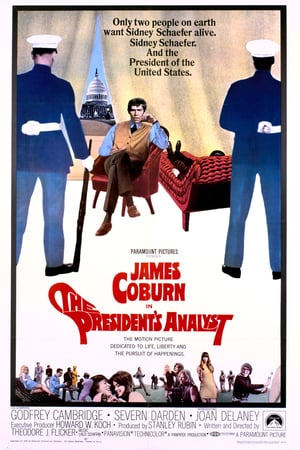 Only two people on earth
want Sidney Schaefer alive.
Sidney Schaefer.
And the
President of the
United States.
PARAMOUNT PICTURES
JAMES
COBURN
IN
THE
PRESIDENT'S ANALYST
THE MOTION PICTURE
DEDICATED TO LIFE, LIBERTY AND
THE PURSUIT OF HAPPENINGS.
GODFREY CAMBRIDGE · SEVERN DARDEN · JOAN DELANEY
Executive Producer HOWARD W. KOCH · Produced by STANLEY RUBIN · Written and Directed by
THEODORE J. FLICKER · PANAVISION® TECHNICOLOR® A PANPIPER PRODUCTION A PARAMOUNT PICTURE